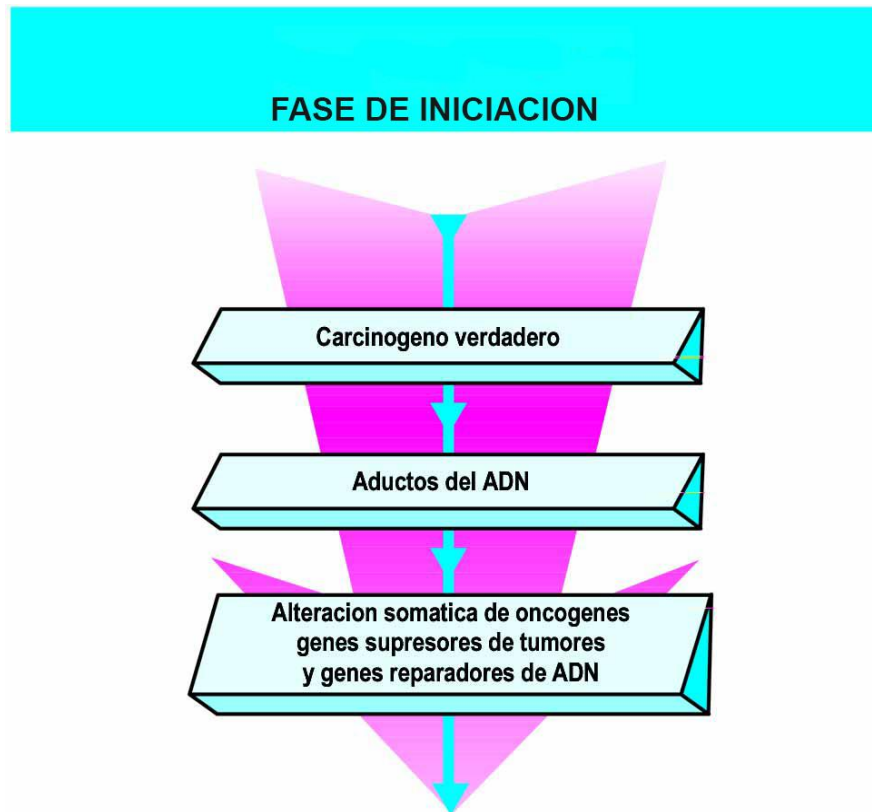 FASE DE INICIACION
Carcinogeno verdadero
Aductos del ADN
Alteracion somatica de oncogenes
genes supresores de tumores
y genes reparadores de ADN